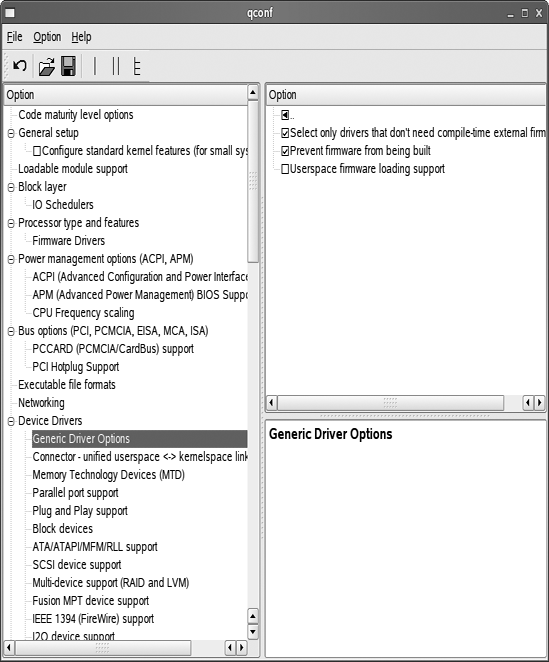 qconf
File Option Help
Option
Code maturity level options
General setup
Configure standard kernel features (for small sys
Loadable module support
Block layer
IO Schedulers
Processor type and features
Firmware Drivers
Power management options (ACPI, APM)
ACPI (Advanced Configuration and Power Interface
APM (Advanced Power Management) BIOS Suppo
CPU Frequency scaling
Bus options (PCI, PCMCIA, EISA, MCA, ISA)
PCCARD (PCMCIA/CardBus) support
PCI Hotplug Support
Executable file formats
Networking
Device Drivers
Generic Driver Options
Connector - unified userspace <-> kernelspace link
Memory Technology Devices (MTD)
Parallel port support
Plug and Play support
Block devices
ATA/ATAPI/MFM/RLL support
SCSI device support
Multi-device support (RAID and LVM)
Fusion MPT device support
IEEE 1394 (FireWire) support
I2O device support
Option
..
Select only drivers that don't need compile-time external firm
Prevent firmware from being built
Userspace firmware loading support
Generic Driver Options